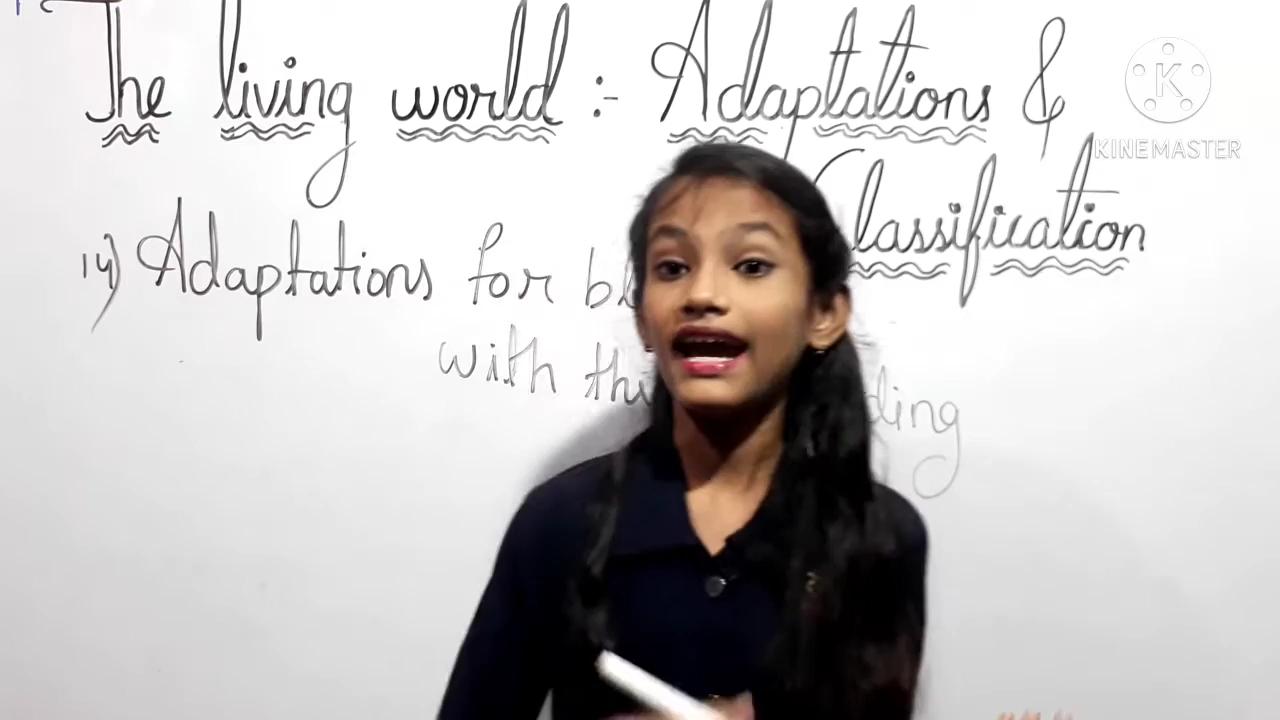 The living world :- Adaptations &
Classification
14) Adaptations for
with
KINEMASTER